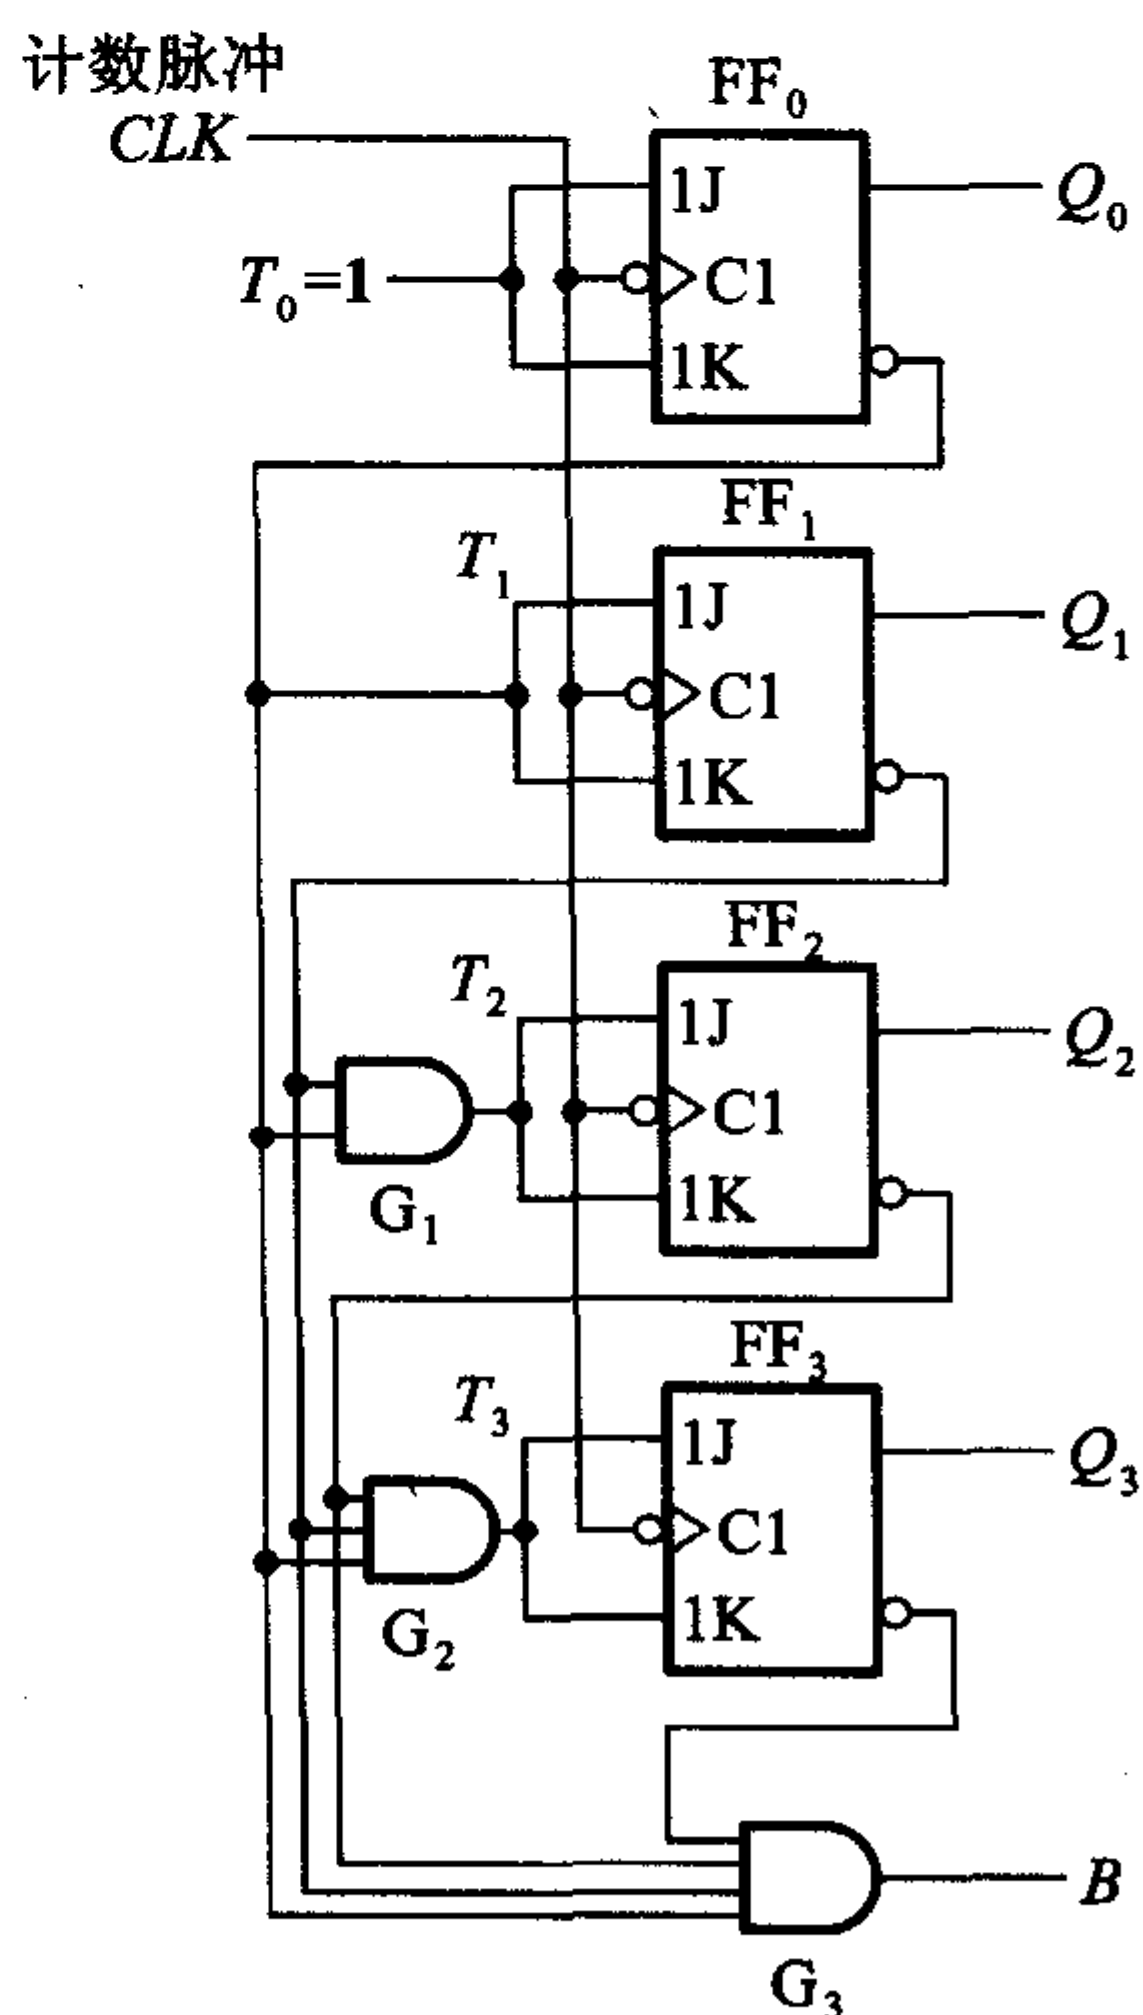 计数脉冲
CLK
FF₀
1J
Q₀
T₀=1
C1
1K
FF₁
T₁
1J
Q₁
C1
1K
FF₂
T₂
1J
Q₂
C1
G₁
1K
FF₃
T₃
1J
Q₃
C1
G₂
1K
B
G₃